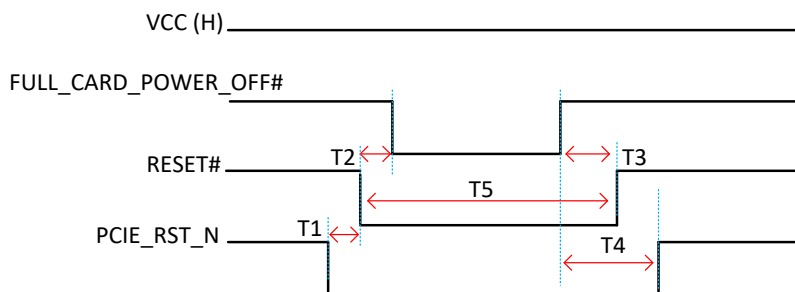 VCC (H)
FULL_CARD_POWER_OFF#
T2
T3
RESET#
T5
T1
PCIE_RST_N
T4